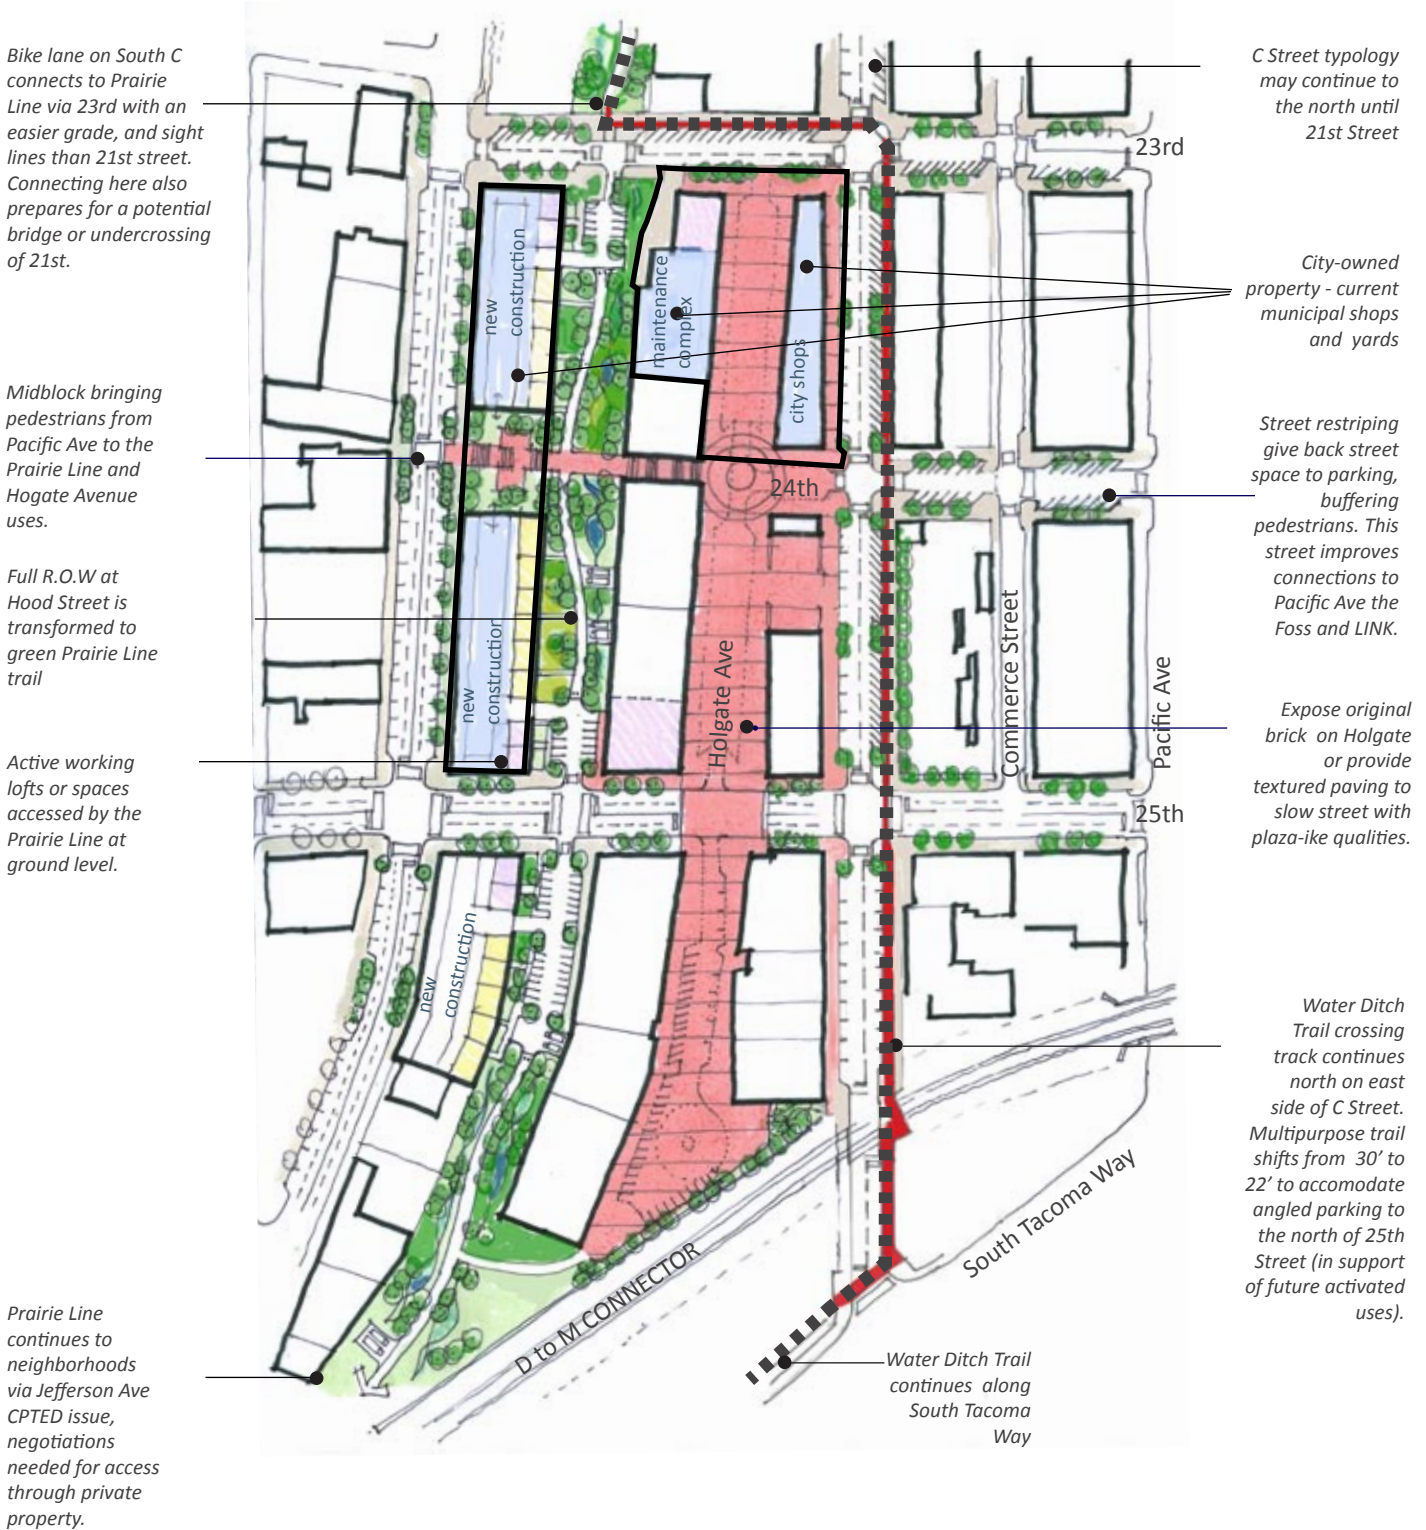 Bike lane on South C
connects to Prairie
Line via 23rd with an
easier grade, and sight
lines than 21st street.
Connecting here also
prepares for a potential
bridge or undercrossing
of 21st.
Midblock bringing
pedestrians from
Pacific Ave to the
Prairie Line and
Hogate Avenue
uses.
Full R.O.W at
Hood Street is
transformed to
green Prairie Line
trail
Active working
lofts or spaces
accessed by the
Prairie Line at
ground level.
Prairie Line
continues to
neighborhoods
via Jefferson Ave
CPTED issue,
negotiations
needed for access
through private
property.
new
construction
maintenance
complex
city shops
23rd
24th
new
construction
Holgate Ave
Commerce Street
Pacific Ave
25th
new
construction
D to M CONNECTOR
South Tacoma Way
Water Ditch Trail
continues along
South Tacoma
Way
C Street typology
may continue to
the north until
21st Street
City-owned
property - current
municipal shops
and yards
Street restriping
give back street
space to parking,
buffering
pedestrians. This
street improves
connections to
Pacific Ave the
Foss and LINK.
Expose original
brick on Holgate
or provide
textured paving to
slow street with
plaza-ike qualities.
Water Ditch
Trail crossing
track continues
north on east
side of C Street.
Multipurpose trail
shifts from 30’ to
22’ to accomodate
angled parking to
the north of 25th
Street (in support
of future activated
uses).